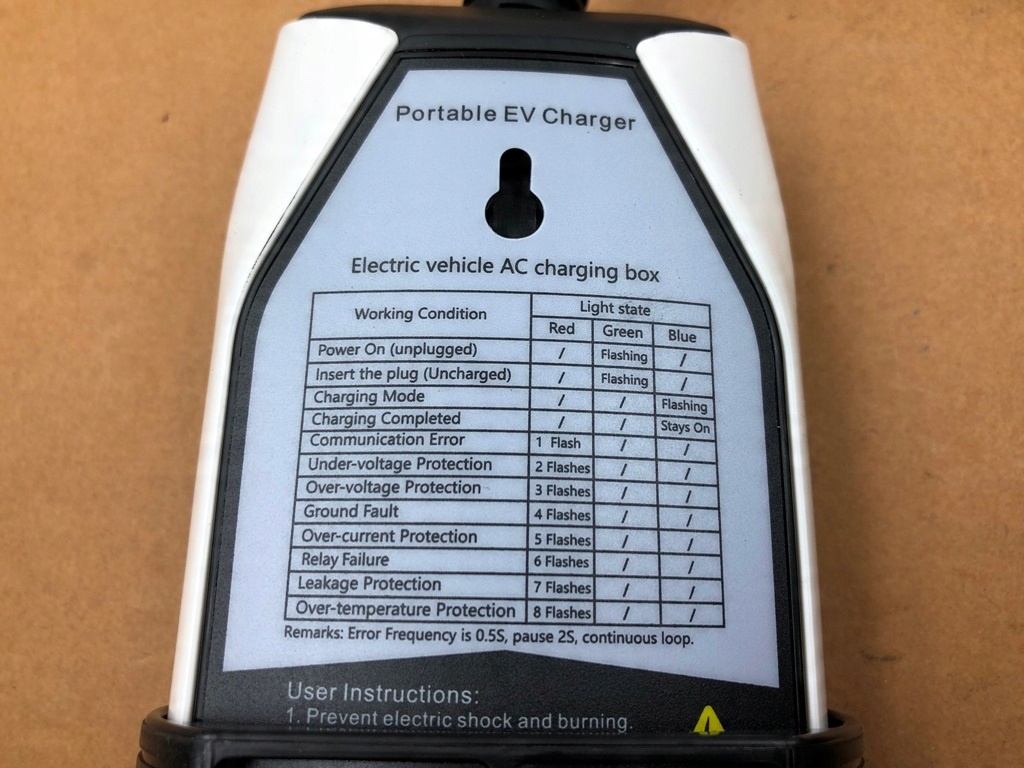 Portable EV Charger
Electric vehicle AC charging box
Working Condition Light state
Red Green Blue
Power On (unplugged) / Flashing /
Insert the plug (Uncharged) / Flashing /
Charging Mode / / Flashing
Charging Completed / / Stays On
Communication Error 1 Flash / /
Under-voltage Protection 2 Flashes / /
Over-voltage Protection 3 Flashes / /
Ground Fault 4 Flashes / /
Over-current Protection 5 Flashes / /
Relay Failure 6 Flashes / /
Leakage Protection 7 Flashes / /
Over-temperature Protection 8 Flashes / /
Remarks: Error Frequency is 0.5S, pause 2S, continuous loop.
User Instructions:
1. Prevent electric shock and burning.